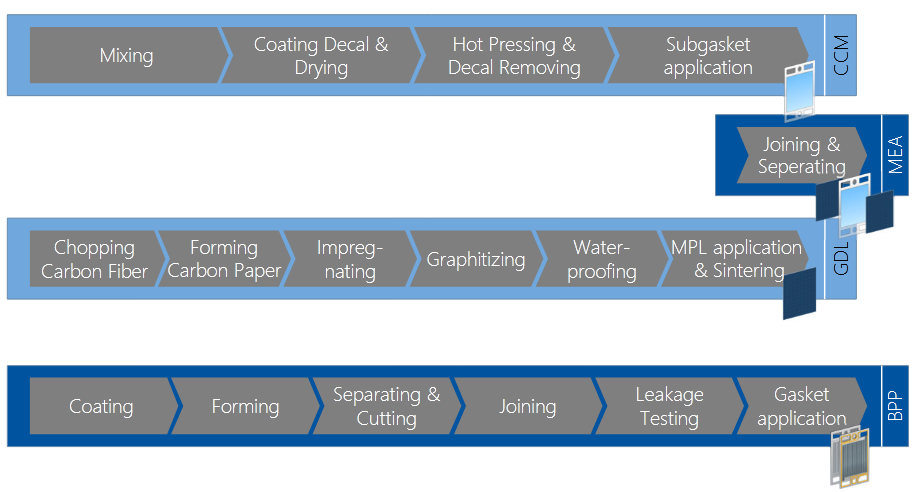 Mixing
Coating Decal &
Drying
Hot Pressing &
Decal Removing
Subgasket
application
CCM
Joining &
Seperating
MEA
Chopping
Carbon Fiber
Forming
Carbon Paper
Impreg-
nating
Graphitizing
Water-
proofing
MPL application
& Sintering
GDL
Coating
Forming
Separating &
Cutting
Joining
Leakage
Testing
Gasket
application
BPP